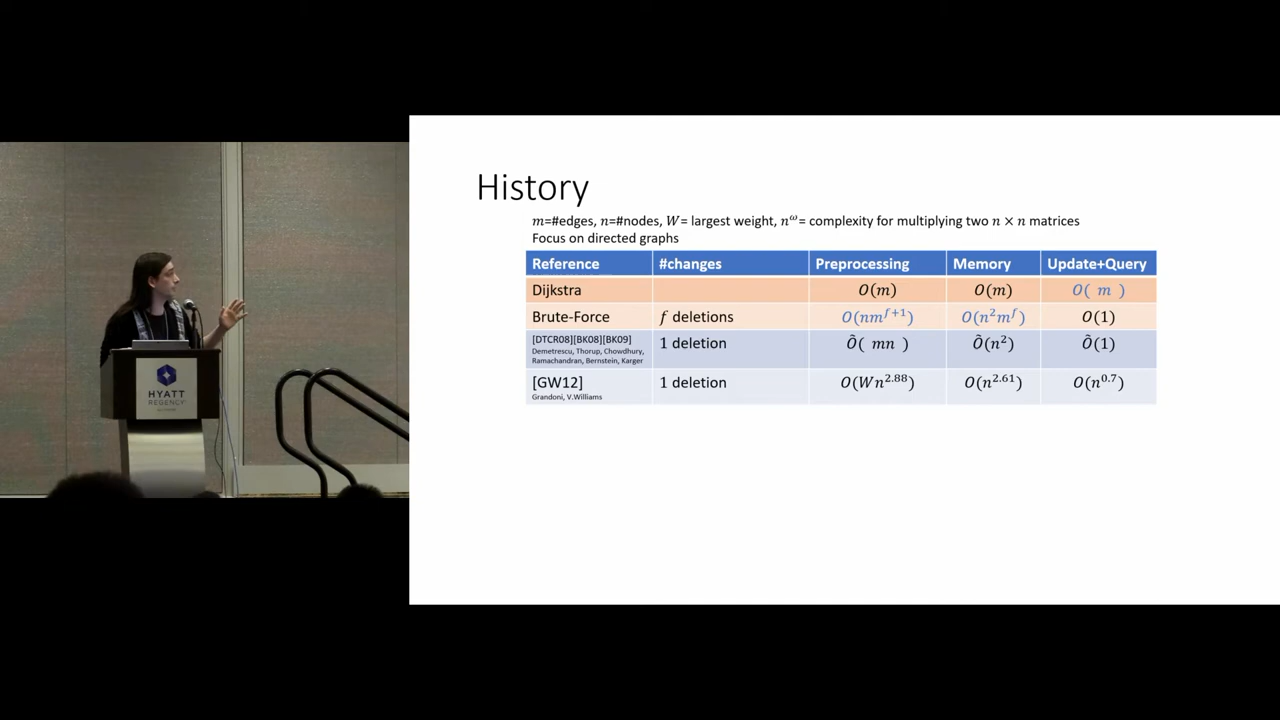 History
m=#edges, n=#nodes, W= largest weight, n^ω= complexity for multiplying two n × n matrices
Focus on directed graphs
Reference #changes Preprocessing Memory Update+Query
Dijkstra O(m) O(m) O( m )
Brute-Force f deletions O(nm^{f+1}) O(n^2m^f) O(1)
[DTCR08][BK08][BK09] 1 deletion Õ( mn ) Õ(n^2) Õ(1)
Demetrescu, Thorup, Chowdhury,
Ramachandran, Bernstein, Karger
[GW12] 1 deletion O(Wn^{2.88}) O(n^{2.61}) O(n^{0.7})
Grandoni, V.Williams
HYATT
REGENCY